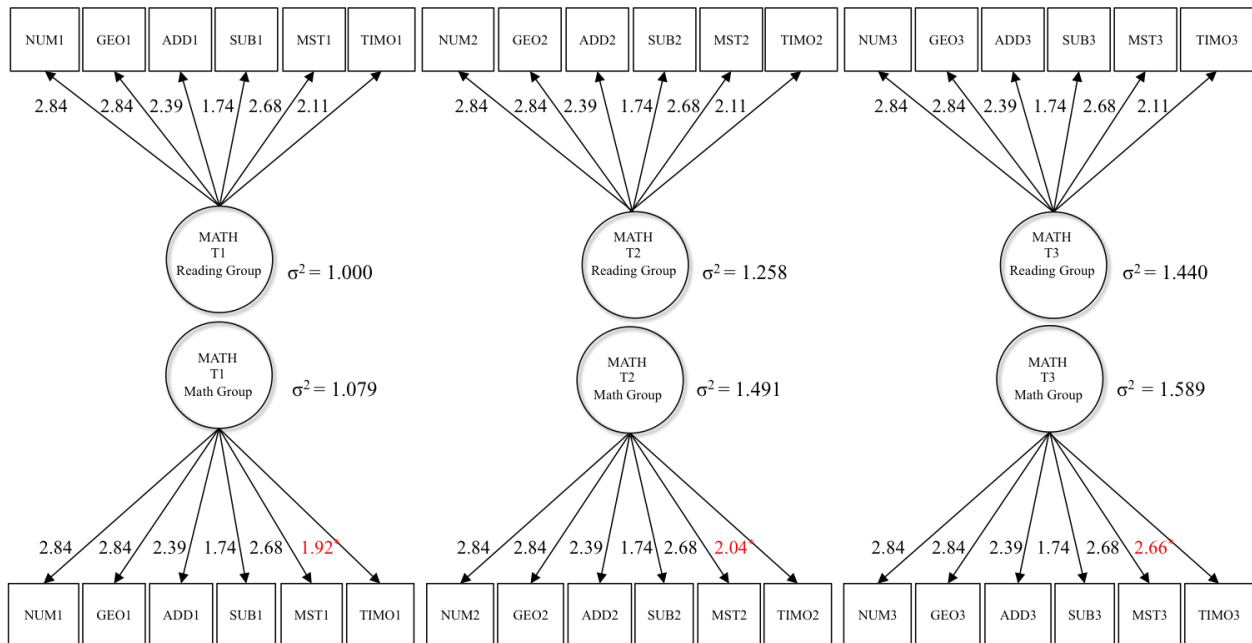 NUM1 GEO1 ADD1 SUB1 MST1 TIMO1 NUM2 GEO2 ADD2 SUB2 MST2 TIMO2 NUM3 GEO3 ADD3 SUB3 MST3 TIMO3
2.84 2.84 2.39 1.74 2.68 2.11 2.84 2.84 2.39 1.74 2.68 2.11 2.84 2.84 2.39 1.74 2.68 2.11
MATH
T1
Reading Group
σ² = 1.000
MATH
T2
Reading Group
σ² = 1.258
MATH
T3
Reading Group
σ² = 1.440
MATH
T1
Math Group
σ² = 1.079
MATH
T2
Math Group
σ² = 1.491
MATH
T3
Math Group
σ² = 1.589
2.84 2.84 2.39 1.74 2.68 1.92* 2.84 2.84 2.39 1.74 2.68 2.04* 2.84 2.84 2.39 1.74 2.68 2.66*
NUM1 GEO1 ADD1 SUB1 MST1 TIMO1 NUM2 GEO2 ADD2 SUB2 MST2 TIMO2 NUM3 GEO3 ADD3 SUB3 MST3 TIMO3